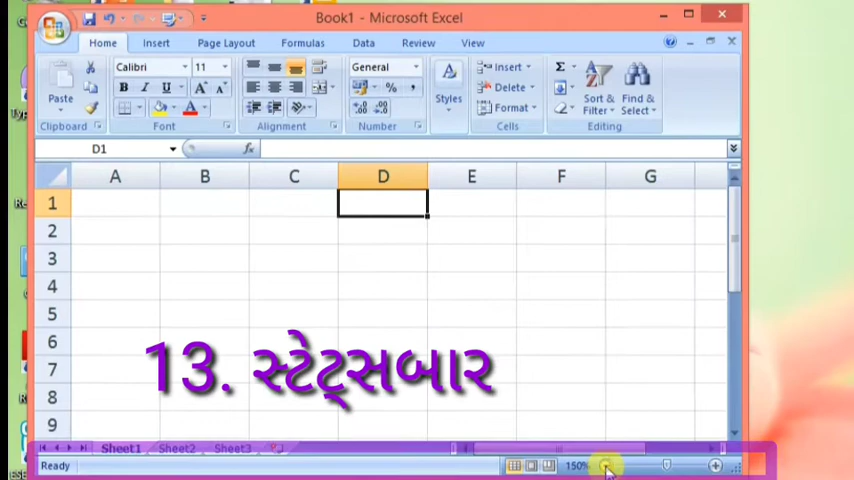 Book1 - Microsoft Excel
Home Insert Page Layout Formulas Data Review View
Calibri 11 General Insert
Paste Styles Delete Sort & Filter Find & Select
Format
Clipboard Font Alignment Number Cells Editing
D1 fx
A B C D E F G
1
2
3
4
5
6
7
8
9
13. સ્ટેટ્સબાર
Sheet1 Sheet2 Sheet3
Ready 150%